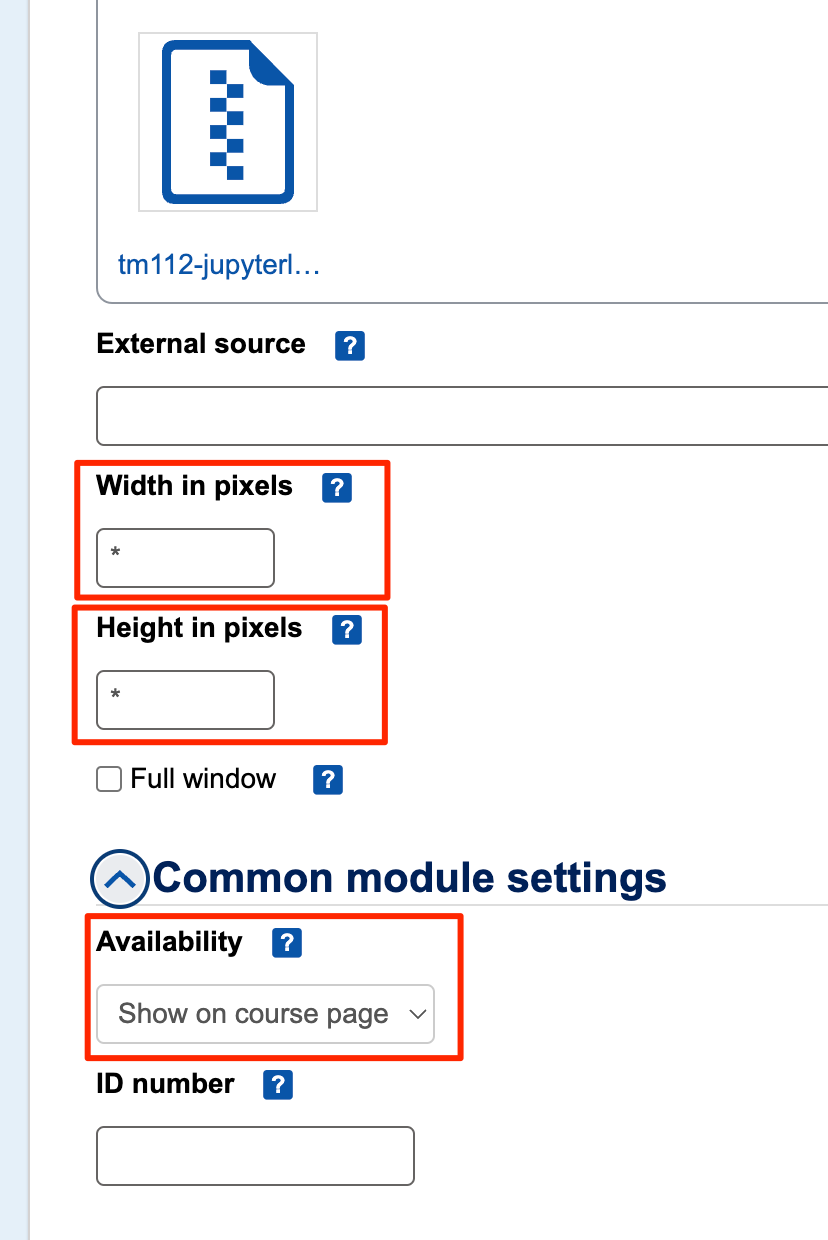 tm112-jupyterl...
External source ?
Width in pixels ?
*
Height in pixels ?
*
Full window ?
Common module settings
Availability ?
Show on course page
ID number ?